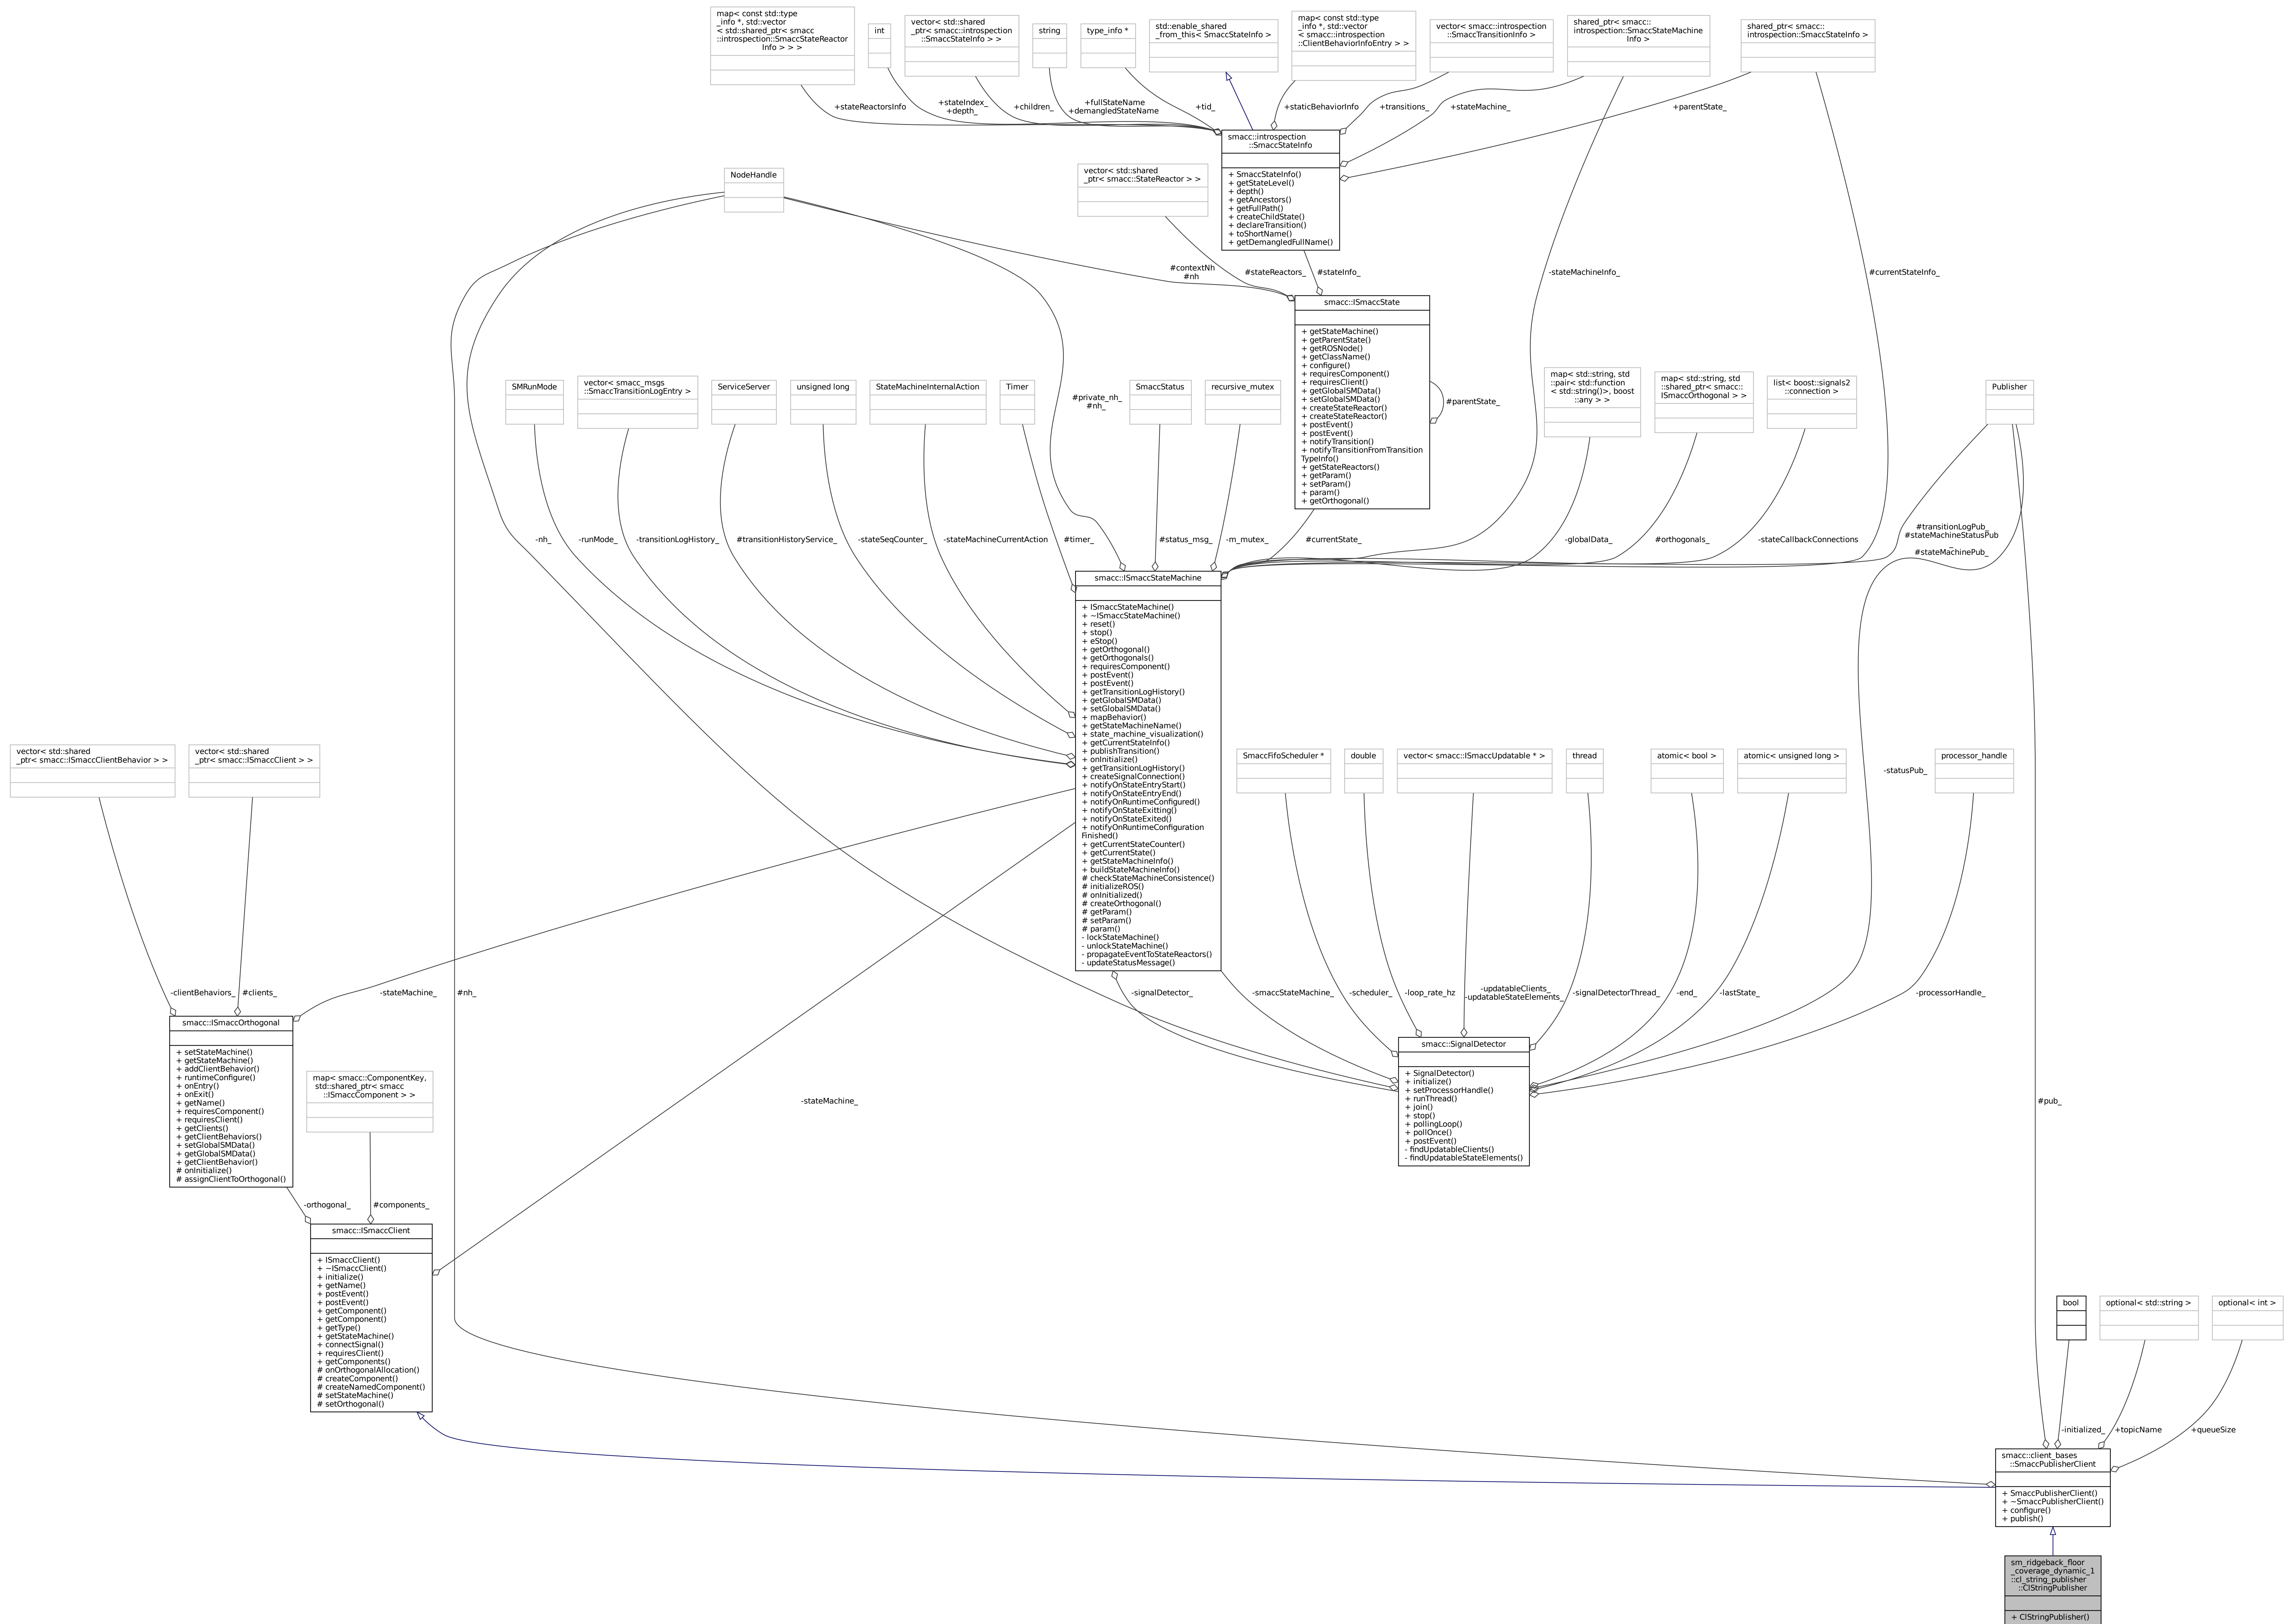 map< const std::type
_info *, std::vector
< std::shared_ptr< smacc
::introspection::SmaccStateReactor
Info > > >
int
vector< std::shared
_ptr< smacc::introspection
::SmaccStateInfo > >
string
type_info *
std::enable_shared
_from_this< SmaccStateInfo >
map< const std::type
_info *, std::vector
< smacc::introspection
::ClientBehaviorInfoEntry > >
vector< smacc::introspection
::SmaccTransitionInfo >
shared_ptr< smacc::
introspection::SmaccStateMachine
Info >
shared_ptr< smacc::
introspection::SmaccStateInfo >
+stateReactorsInfo
+stateIndex_
+depth_
+children_
+fullStateName
+demangledStateName
+tid_
+staticBehaviorInfo
+transitions_
+stateMachine_
+parentState_
smacc::introspection
::SmaccStateInfo
+ SmaccStateInfo()
+ getStateLevel()
+ depth()
+ getAncestors()
+ getFullPath()
+ createChildState()
+ declareTransition()
+ toShortName()
+ getDemangledFullName()
NodeHandle
vector< std::shared
_ptr< smacc::StateReactor > >
#contextNh
#nh
#stateReactors_
#stateInfo_
-stateMachineInfo_
#currentStateInfo_
smacc::ISmaccState
+ getStateMachine()
+ getParentState()
+ getROSNode()
+ getClassName()
+ configure()
+ requiresComponent()
+ requiresClient()
+ getGlobalSMData()
+ setGlobalSMData()
+ createStateReactor()
+ createStateReactor()
+ postEvent()
+ postEvent()
+ notifyTransition()
+ notifyTransitionFromTransition
TypeInfo()
+ getStateReactors()
+ getParam()
+ setParam()
+ param()
+ getOrthogonal()
#parentState_
SMRunMode
vector< smacc_msgs
::SmaccTransitionLogEntry >
ServiceServer
unsigned long
StateMachineInternalAction
Timer
#private_nh_
#nh_
SmaccStatus
recursive_mutex
map< std::string, std
::pair< std::function
< std::string()>, boost
::any > >
map< std::string, std
::shared_ptr< smacc::
ISmaccOrthogonal > >
list< boost::signals2
::connection >
Publisher
-nh_
-runMode_
-transitionLogHistory_
#transitionHistoryService_
-stateSeqCounter_
-stateMachineCurrentAction
#timer_
#status_msg_
-m_mutex_
#currentState_
-globalData_
#orthogonals_
-stateCallbackConnections
#transitionLogPub_
#stateMachineStatusPub
_
#stateMachinePub_
smacc::ISmaccStateMachine
+ ISmaccStateMachine()
+ ~ISmaccStateMachine()
+ reset()
+ stop()
+ eStop()
+ getOrthogonal()
+ getOrthogonals()
+ requiresComponent()
+ postEvent()
+ postEvent()
+ getTransitionLogHistory()
+ getGlobalSMData()
+ setGlobalSMData()
+ mapBehavior()
+ getStateMachineName()
+ state_machine_visualization()
+ getCurrentStateInfo()
+ publishTransition()
+ onInitialize()
+ getTransitionLogHistory()
+ createSignalConnection()
+ notifyOnStateEntryStart()
+ notifyOnStateEntryEnd()
+ notifyOnRuntimeConfigured()
+ notifyOnStateExitting()
+ notifyOnStateExited()
+ notifyOnRuntimeConfiguration
Finished()
+ getCurrentStateCounter()
+ getCurrentState()
+ getStateMachineInfo()
+ buildStateMachineInfo()
# checkStateMachineConsistence()
# initializeROS()
# onInitialized()
# createOrthogonal()
# getParam()
# setParam()
# param()
- lockStateMachine()
- unlockStateMachine()
- propagateEventToStateReactors()
- updateStatusMessage()
vector< std::shared
_ptr< smacc::ISmaccClientBehavior > >
vector< std::shared
_ptr< smacc::ISmaccClient > >
SmaccFifoScheduler *
double
vector< smacc::ISmaccUpdatable * >
thread
atomic< bool >
atomic< unsigned long >
-statusPub_
processor_handle
-clientBehaviors_
#clients_
-stateMachine_
#nh_
-signalDetector_
-smaccStateMachine_
-scheduler_
-loop_rate_hz
-updatableClients_
-updatableStateElements_
-signalDetectorThread_
-end_
-lastState_
-processorHandle_
smacc::ISmaccOrthogonal
+ setStateMachine()
+ getStateMachine()
+ addClientBehavior()
+ runtimeConfigure()
+ onEntry()
+ onExit()
+ getName()
+ requiresComponent()
+ requiresClient()
+ getClients()
+ getClientBehaviors()
+ setGlobalSMData()
+ getGlobalSMData()
+ getClientBehavior()
# onInitialize()
# assignClientToOrthogonal()
map< smacc::ComponentKey,
std::shared_ptr< smacc
::ISmaccComponent > >
-stateMachine_
smacc::SignalDetector
+ SignalDetector()
+ initialize()
+ setProcessorHandle()
+ runThread()
+ join()
+ stop()
+ pollingLoop()
+ pollOnce()
+ postEvent()
- findUpdatableClients()
- findUpdatableStateElements()
#pub_
-orthogonal_
#components_
smacc::ISmaccClient
+ ISmaccClient()
+ ~ISmaccClient()
+ initialize()
+ getName()
+ postEvent()
+ postEvent()
+ getComponent()
+ getComponent()
+ getType()
+ getStateMachine()
+ connectSignal()
+ requiresClient()
+ getComponents()
# onOrthogonalAllocation()
# createComponent()
# createNamedComponent()
# setStateMachine()
# setOrthogonal()
bool
optional< std::string >
optional< int >
-initialized_
+topicName
+queueSize
smacc::client_bases
::SmaccPublisherClient
+ SmaccPublisherClient()
+ ~SmaccPublisherClient()
+ configure()
+ publish()
sm_ridgeback_floor
_coverage_dynamic_1
::cl_string_publisher
::ClStringPublisher
+ ClStringPublisher()